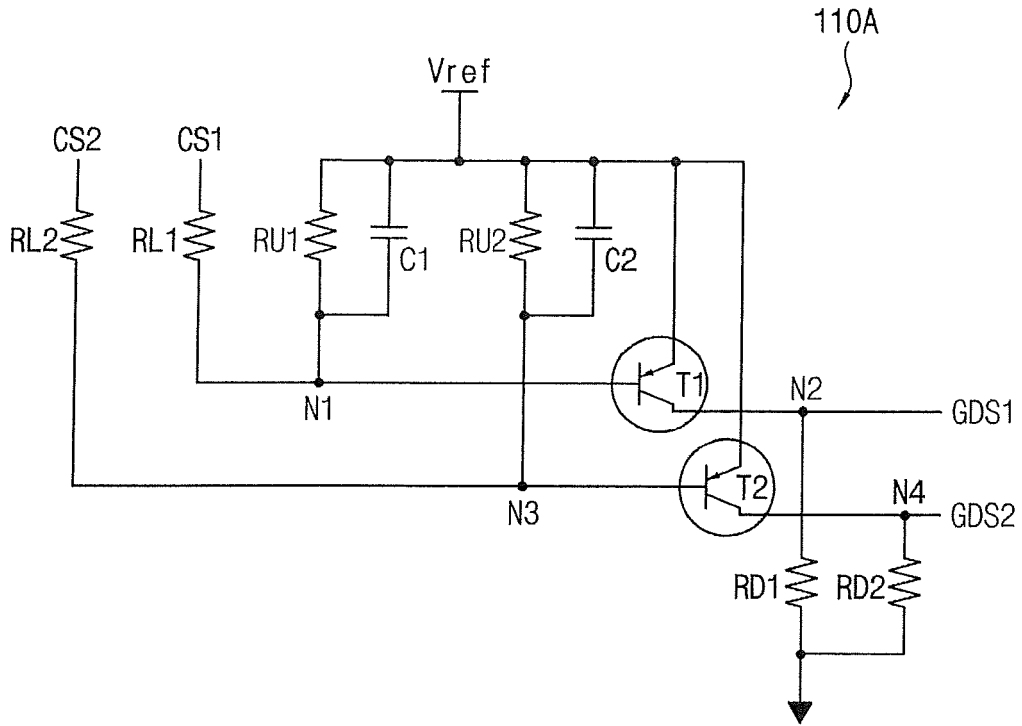 110A
Vref
CS2 CS1
RL2 RL1 RU1 C1 RU2 C2
T1
N1 N2 GDS1
T2
N3 N4 GDS2
RD1 RD2